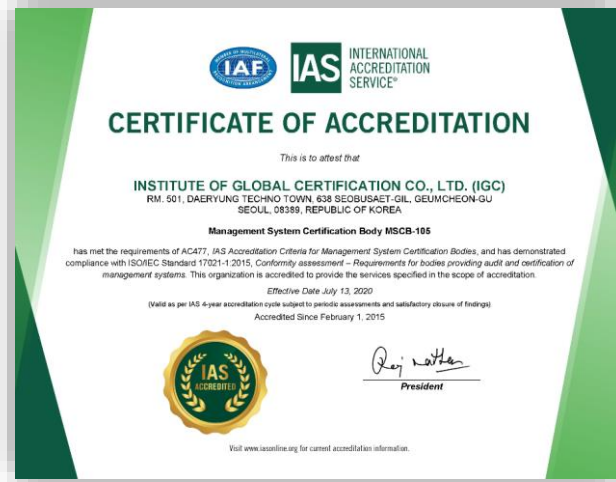 MEMBER OF MULTILATERAL
IAF
RECOGNITION ARRANGEMENT
IAS
INTERNATIONAL
ACCREDITATION
SERVICE®
CERTIFICATE OF ACCREDITATION
This is to attest that
INSTITUTE OF GLOBAL CERTIFICATION CO., LTD. (IGC)
RM. 501, DAERYUNG TECHNO TOWN, 638 SEOBUSAET-GIL, GEUMCHEON-GU
SEOUL, 08389, REPUBLIC OF KOREA
Management System Certification Body MSCB-105
has met the requirements of AC477, IAS Accreditation Criteria for Management System Certification Bodies, and has demonstrated
compliance with ISO/IEC Standard 17021-1:2015, Conformity assessment – Requirements for bodies providing audit and certification of
management systems. This organization is accredited to provide the services specified in the scope of accreditation.
Effective Date July 13, 2020
(Valid as per IAS 4-year accreditation cycle subject to periodic assessments and satisfactory closure of findings)
Accredited Since February 1, 2015
IAS
ACCREDITED
President
Visit www.iasonline.org for current accreditation information.